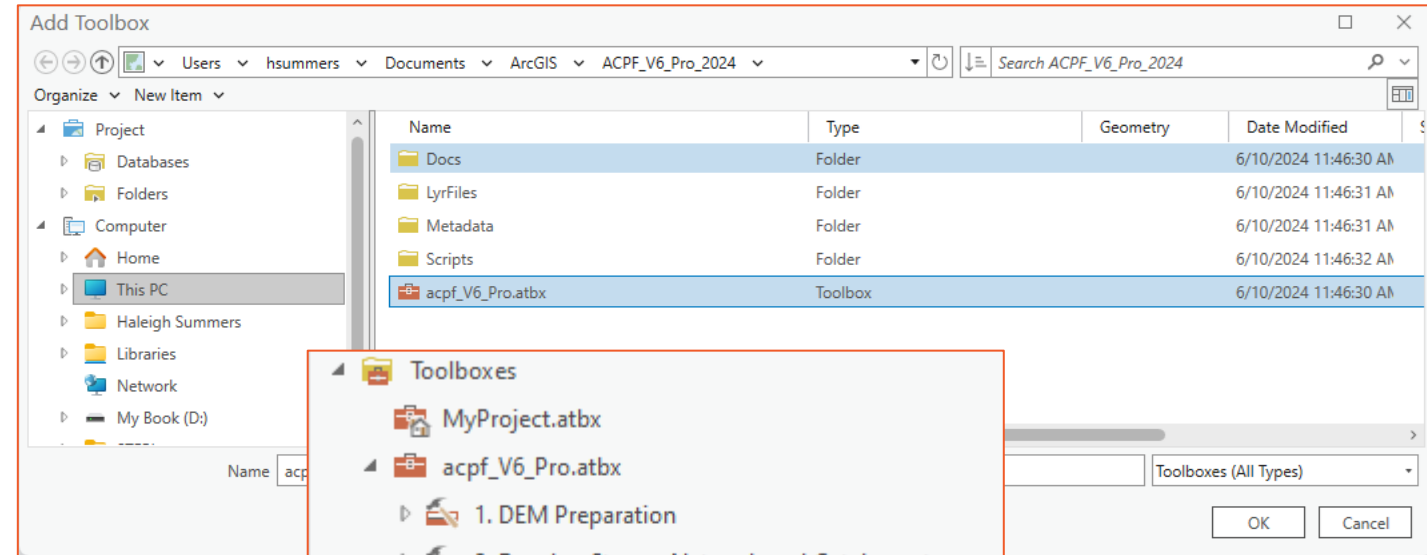 Add Toolbox
Users hsummers Documents ArcGIS ACPF_V6_Pro_2024 Search ACPF_V6_Pro_2024
Organize New Item
Project
Databases
Folders
Computer
Home
This PC
Haleigh Summers
Libraries
Network
My Book (D:)
Name Type Geometry Date Modified
Docs Folder 6/10/2024 11:46:30 AM
LyrFiles Folder 6/10/2024 11:46:31 AM
Metadata Folder 6/10/2024 11:46:31 AM
Scripts Folder 6/10/2024 11:46:32 AM
acpf_V6_Pro.atbx Toolbox 6/10/2024 11:46:30 AM
Name acp Toolboxes (All Types)
OK Cancel
Toolboxes
MyProject.atbx
acpf_V6_Pro.atbx
1. DEM Preparation